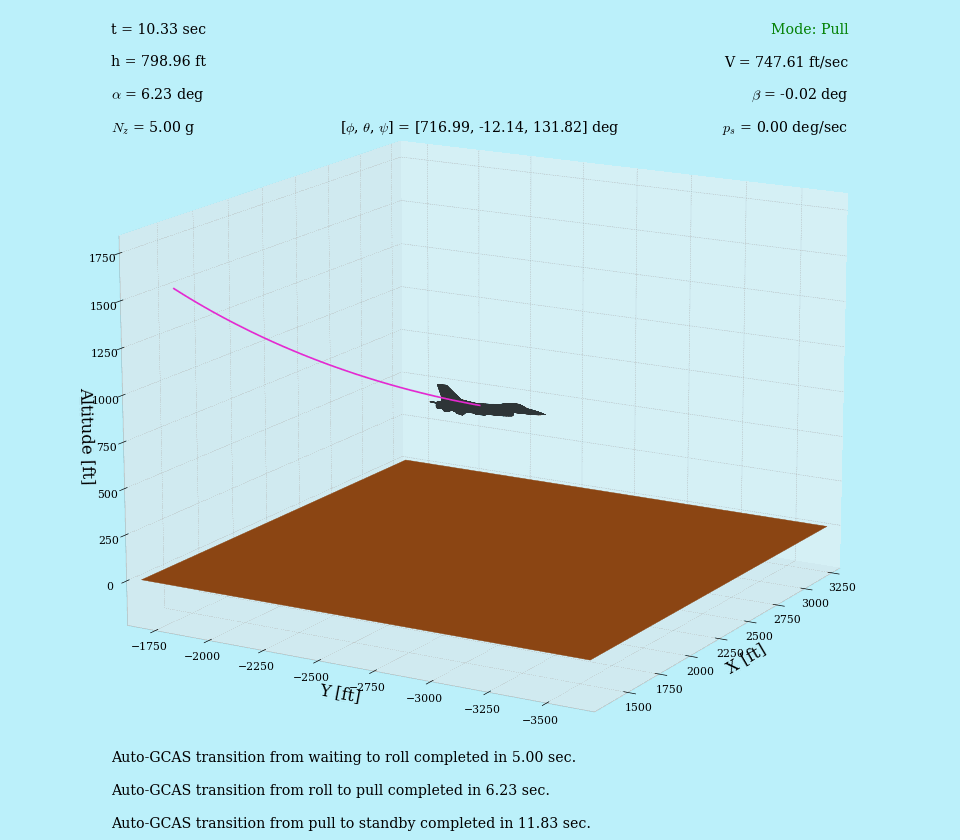 t = 10.33 sec
Mode: Pull
h = 798.96 ft
V = 747.61 ft/sec
α = 6.23 deg
β = -0.02 deg
N_z = 5.00 g
[ϕ, θ, ψ] = [716.99, -12.14, 131.82] deg
p_s = 0.00 deg/sec
1750
1500
1250
1000
750
500
250
0
Altitude [ft]
−1750
−2000
−2250
−2500
−2750
−3000
−3250
−3500
Y [ft]
1500
1750
2000
2250
2500
2750
3000
3250
X [ft]
Auto-GCAS transition from waiting to roll completed in 5.00 sec.
Auto-GCAS transition from roll to pull completed in 6.23 sec.
Auto-GCAS transition from pull to standby completed in 11.83 sec.